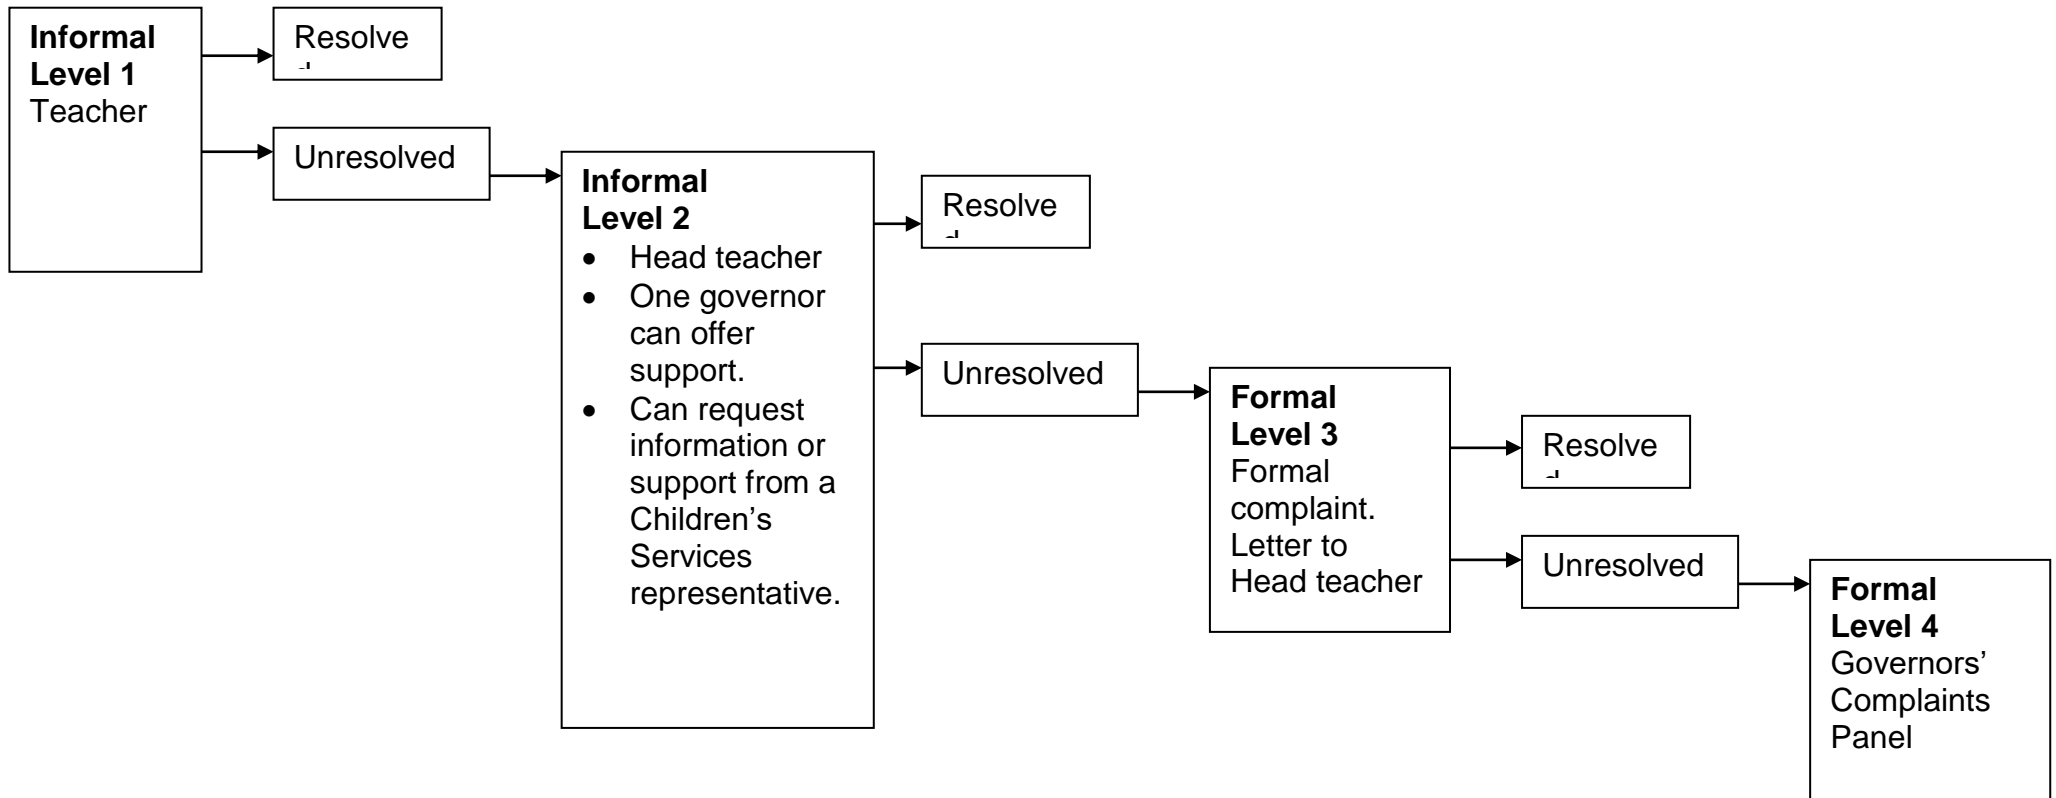 Informal
Level 1
Teacher
Resolve
d
Unresolved
Informal
Level 2
• Head teacher
• One governor
can offer
support.
• Can request
information or
support from a
Children’s
Services
representative.
Resolve
d
Unresolved
Formal
Level 3
Formal
complaint.
Letter to
Head teacher
Resolve
d
Unresolved
Formal
Level 4
Governors’
Complaints
Panel